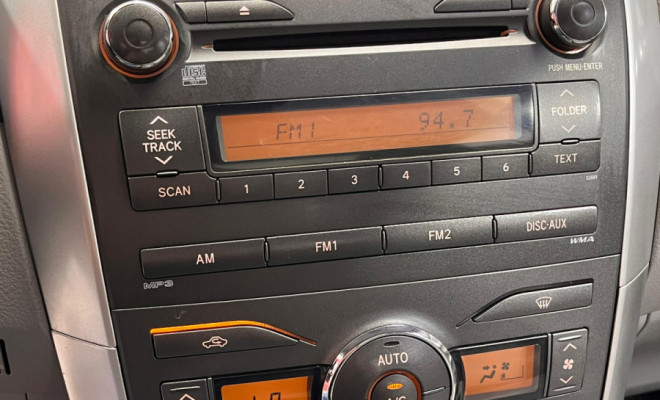 PUSH MENU·ENTER
FM1 94.7
SEEK
TRACK
FOLDER
SCAN 1 2 3 4 5 6 TEXT
AM FM1 FM2 DISC·AUX
MP3 WMA
AUTO
A/C